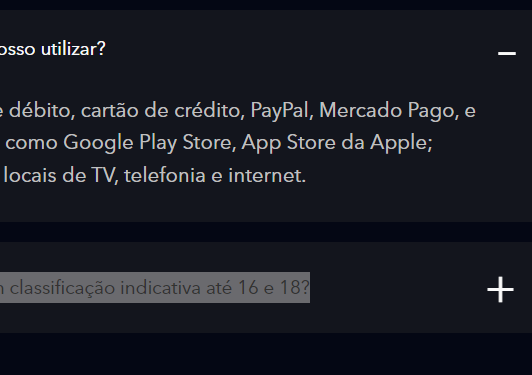 osso utilizar?
e débito, cartão de crédito, PayPal, Mercado Pago, e
como Google Play Store, App Store da Apple;
locais de TV, telefonia e internet.
classificação indicativa até 16 e 18?